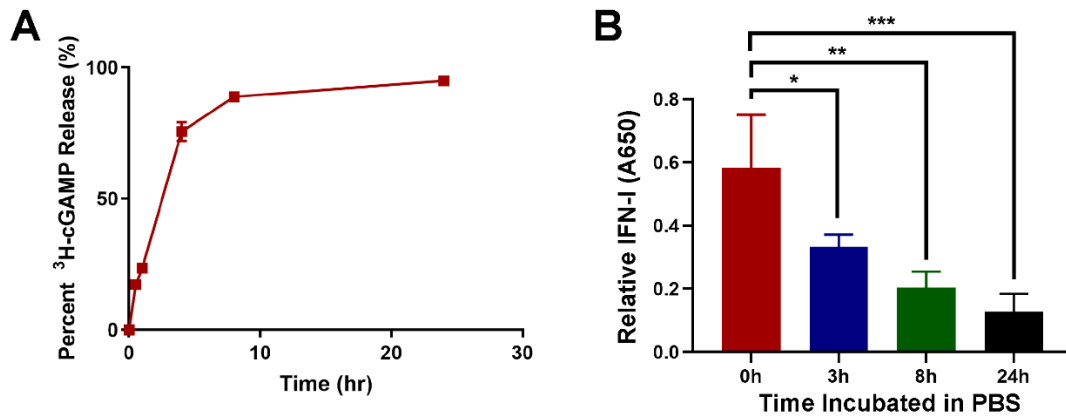 A
Percent ³H-cGAMP Release (%)
100
50
0
0 10 20 30
Time (hr)
B
***
**
*
Relative IFN-I (A650)
0.8
0.6
0.4
0.2
0.0
0h 3h 8h 24h
Time Incubated in PBS